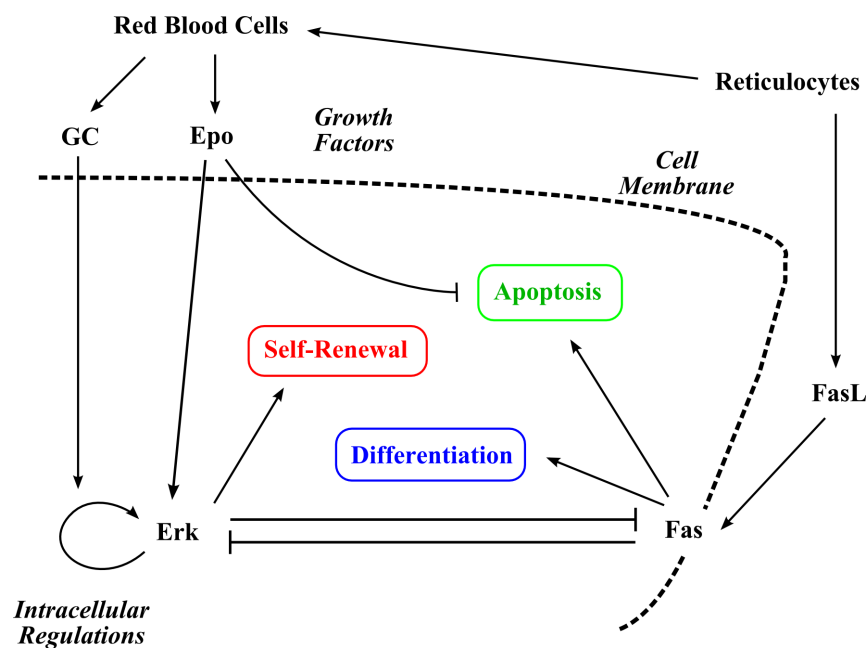 Red Blood Cells
Reticulocytes
GC
Epo
Growth
Factors
Cell
Membrane
Apoptosis
Self-Renewal
FasL
Differentiation
Erk
Fas
Intracellular
Regulations